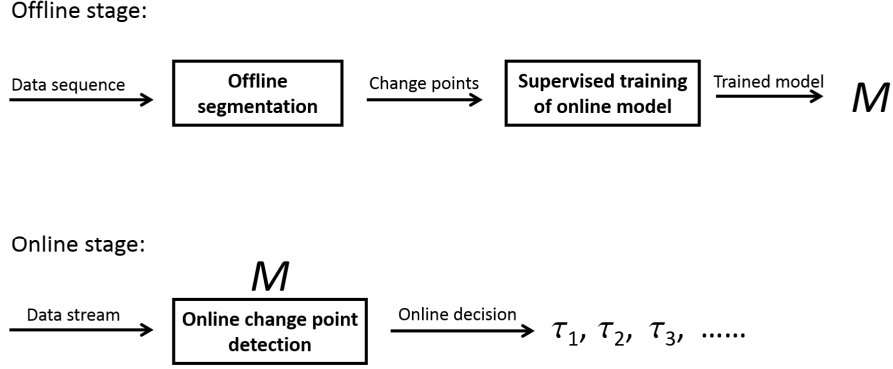 Offline stage:
Data sequence
Offline
segmentation
Change points
Supervised training
of online model
Trained model
M
Online stage:
M
Data stream
Online change point
detection
Online decision
τ₁, τ₂, τ₃, ......